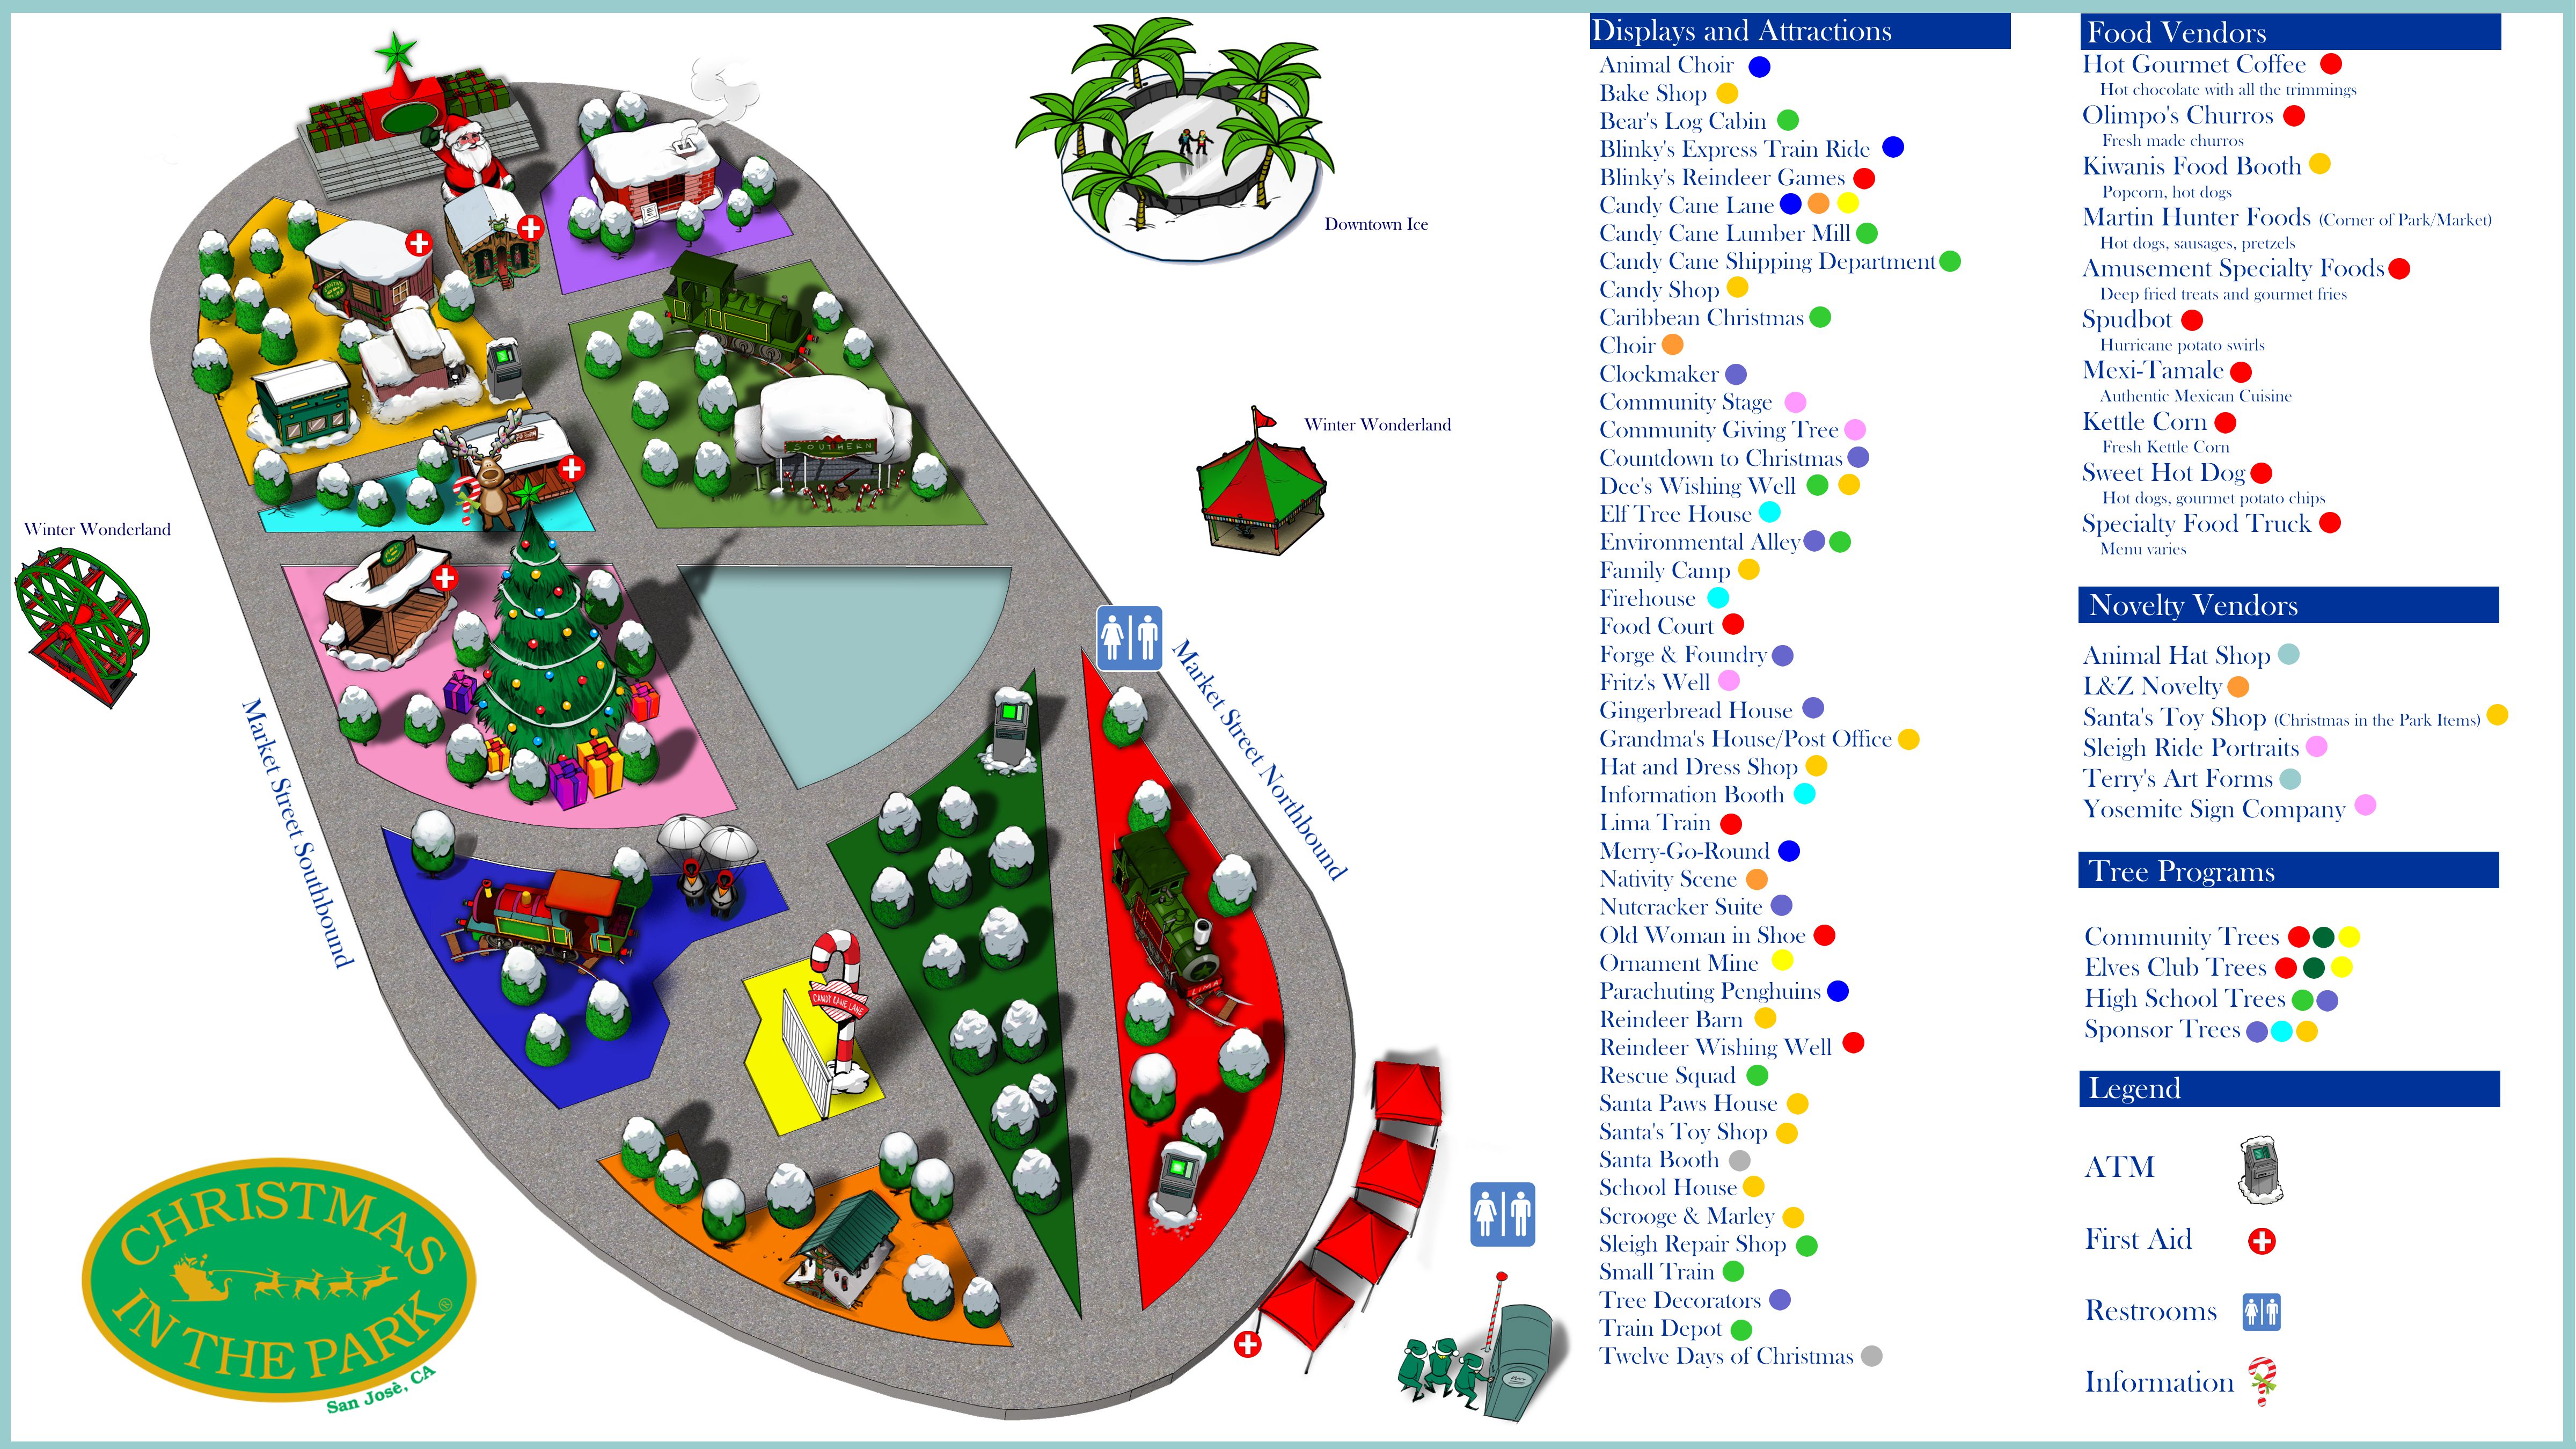 Downtown Ice
Winter Wonderland
Winter Wonderland
SOUTHERN
Market Street Southbound
Market Street Northbound
CANDY CANE LANE
LIMA
CHRISTMAS
IN THE PARK®
San Josè, CA
Displays and Attractions
Animal Choir
Bake Shop
Bear's Log Cabin
Blinky's Express Train Ride
Blinky's Reindeer Games
Candy Cane Lane
Candy Cane Lumber Mill
Candy Cane Shipping Department
Candy Shop
Caribbean Christmas
Choir
Clockmaker
Community Stage
Community Giving Tree
Countdown to Christmas
Dee's Wishing Well
Elf Tree House
Environmental Alley
Family Camp
Firehouse
Food Court
Forge & Foundry
Fritz's Well
Gingerbread House
Grandma's House/Post Office
Hat and Dress Shop
Information Booth
Lima Train
Merry-Go-Round
Nativity Scene
Nutcracker Suite
Old Woman in Shoe
Ornament Mine
Parachuting Penghuins
Reindeer Barn
Reindeer Wishing Well
Rescue Squad
Santa Paws House
Santa's Toy Shop
Santa Booth
School House
Scrooge & Marley
Sleigh Repair Shop
Small Train
Tree Decorators
Train Depot
Twelve Days of Christmas
Food Vendors
Hot Gourmet Coffee
Hot chocolate with all the trimmings
Olimpo's Churros
Fresh made churros
Kiwanis Food Booth
Popcorn, hot dogs
Martin Hunter Foods (Corner of Park/Market)
Hot dogs, sausages, pretzels
Amusement Specialty Foods
Deep fried treats and gourmet fries
Spudbot
Hurricane potato swirls
Mexi-Tamale
Authentic Mexican Cuisine
Kettle Corn
Fresh Kettle Corn
Sweet Hot Dog
Hot dogs, gourmet potato chips
Specialty Food Truck
Menu varies
Novelty Vendors
Animal Hat Shop
L&Z Novelty
Santa's Toy Shop (Christmas in the Park Items)
Sleigh Ride Portraits
Terry's Art Forms
Yosemite Sign Company
Tree Programs
Community Trees
Elves Club Trees
High School Trees
Sponsor Trees
Legend
ATM
First Aid
Restrooms
Information